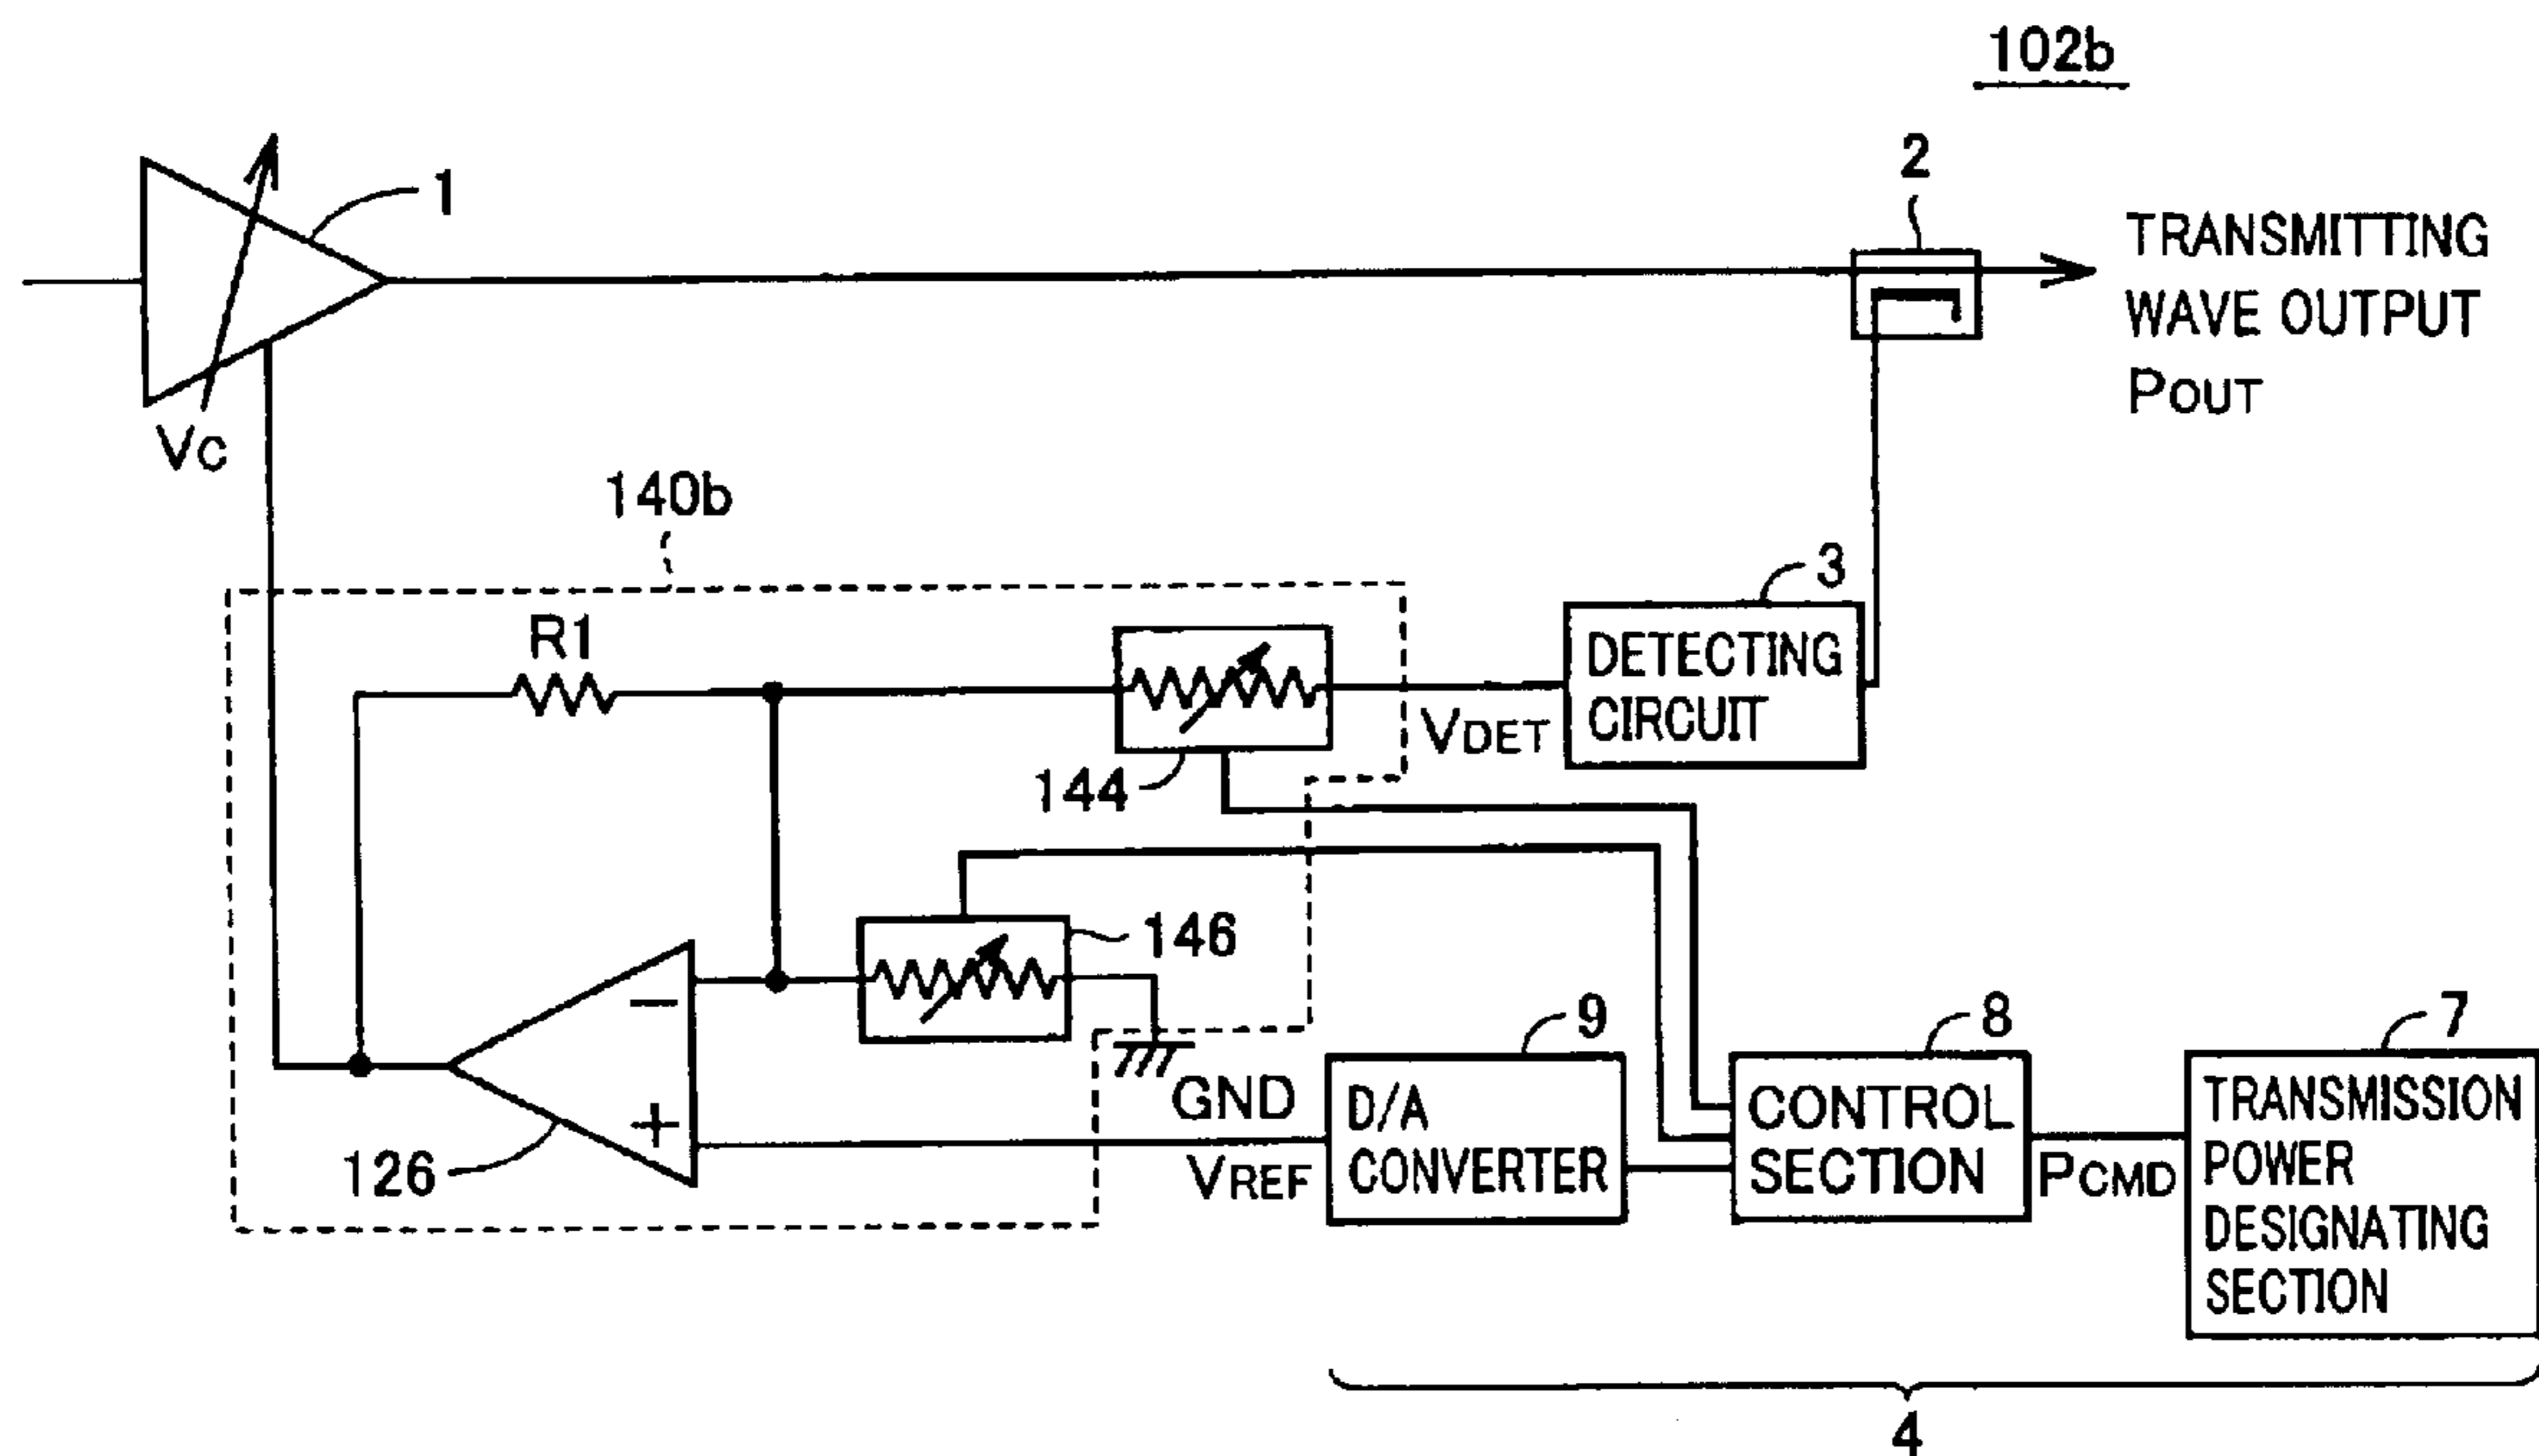 102b
1
2
TRANSMITTING
WAVE OUTPUT
POUT
VC
140b
3
R1
DETECTING
CIRCUIT
VDET
144
146
9
8
7
−
+
126
GND
VREF
D/A
CONVERTER
CONTROL
SECTION
PCMD
TRANSMISSION
POWER
DESIGNATING
SECTION
4